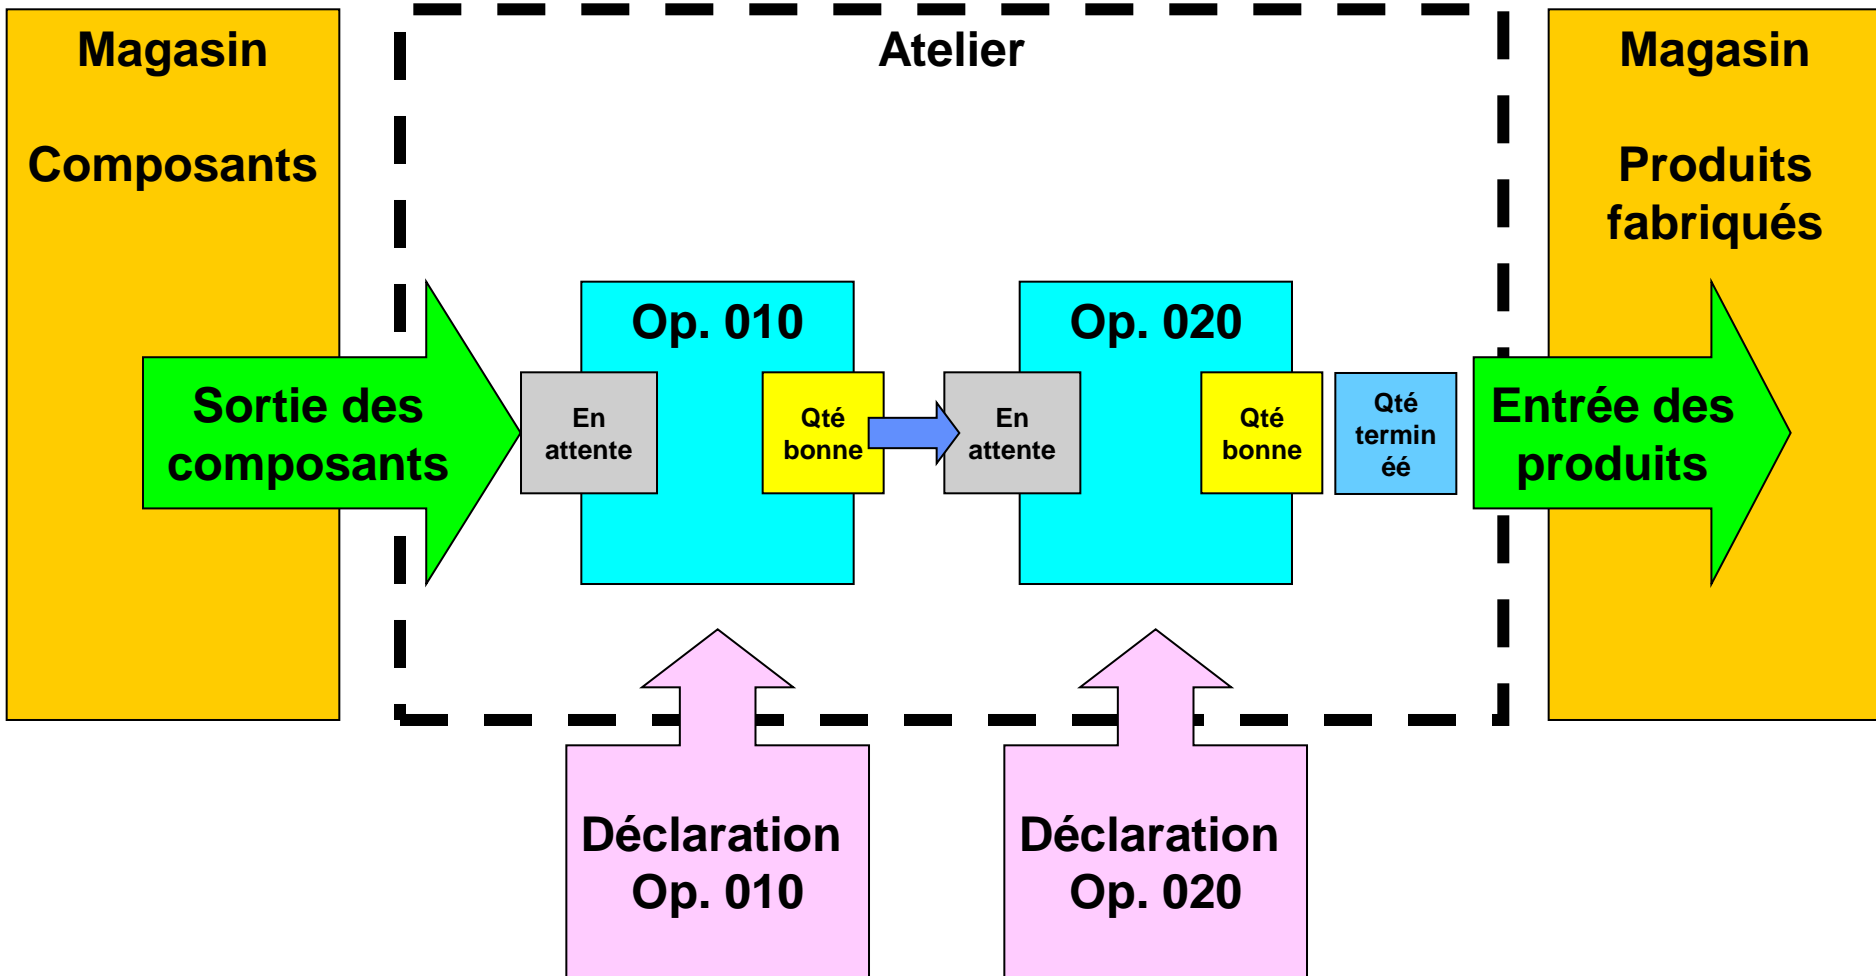 Magasin
Composants
Atelier
Magasin
Produits
fabriqués
Sortie des
composants
Op. 010
En
attente
Qté
bonne
Op. 020
En
attente
Qté
bonne
Qté
termin
éé
Entrée des
produits
Déclaration
Op. 010
Déclaration
Op. 020